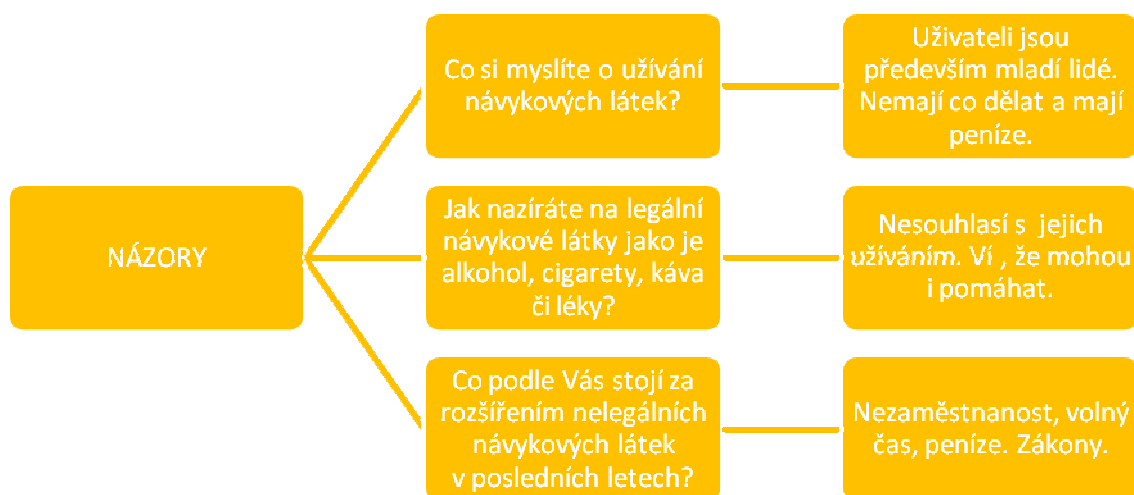 NÁZORY
Co si myslíte o užívání
návykových látek?
Uživateli jsou
především mladí lidé.
Nemají co dělat a mají
peníze.
Jak nazíráte na legální
návykové látky jako je
alkohol, cigarety, káva
či léky?
Nesouhlasí s  jejich
užíváním. Ví , že mohou
i pomáhat.
Co podle Vás stojí za
rozšířením nelegálních
návykových látek
v posledních letech?
Nezaměstnanost, volný
čas, peníze. Zákony.